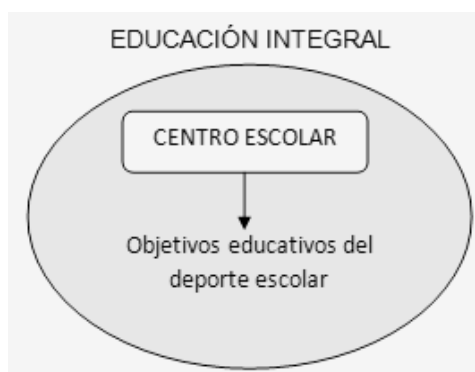 EDUCACIÓN INTEGRAL
CENTRO ESCOLAR
Objetivos educativos del
deporte escolar